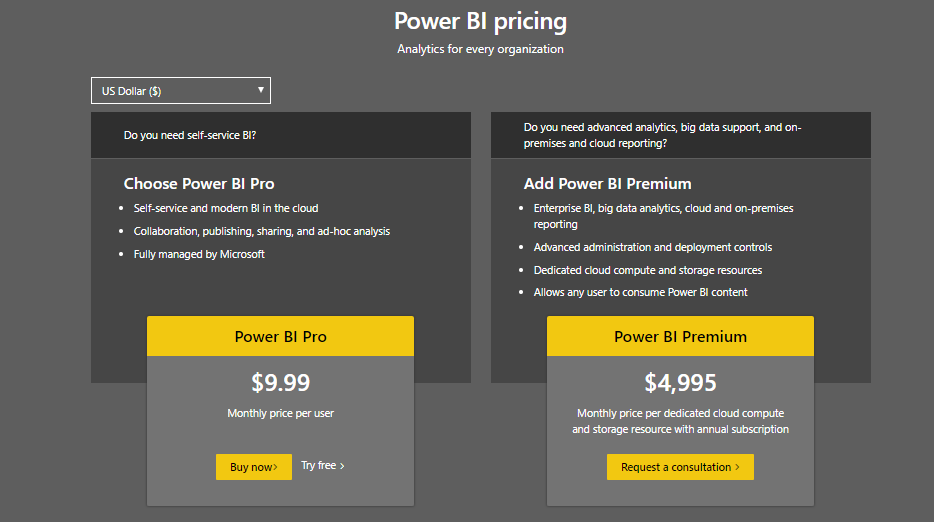 Power BI pricing
Analytics for every organization
US Dollar ($)
Do you need self-service BI?
Choose Power BI Pro
Self-service and modern BI in the cloud
Collaboration, publishing, sharing, and ad-hoc analysis
Fully managed by Microsoft
Power BI Pro
$9.99
Monthly price per user
Buy now›
Try free ›
Do you need advanced analytics, big data support, and on-
premises and cloud reporting?
Add Power BI Premium
Enterprise BI, big data analytics, cloud and on-premises
reporting
Advanced administration and deployment controls
Dedicated cloud compute and storage resources
Allows any user to consume Power BI content
Power BI Premium
$4,995
Monthly price per dedicated cloud compute
and storage resource with annual subscription
Request a consultation ›